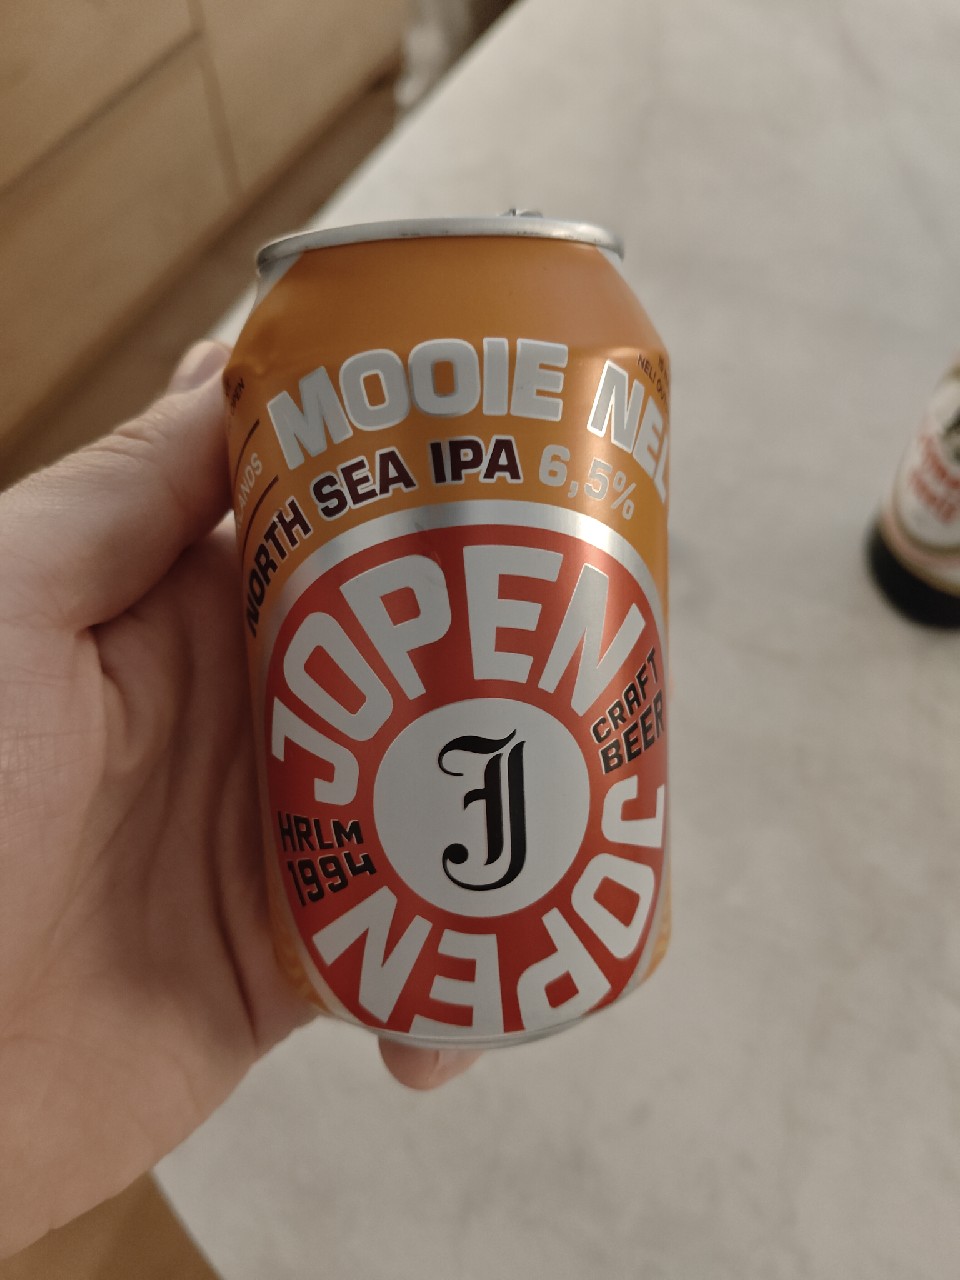 MOOIE NEL
NORTH SEA IPA 6,5%
JOPEN
CRAFT
BEER
HRLM
1994
JOPEN